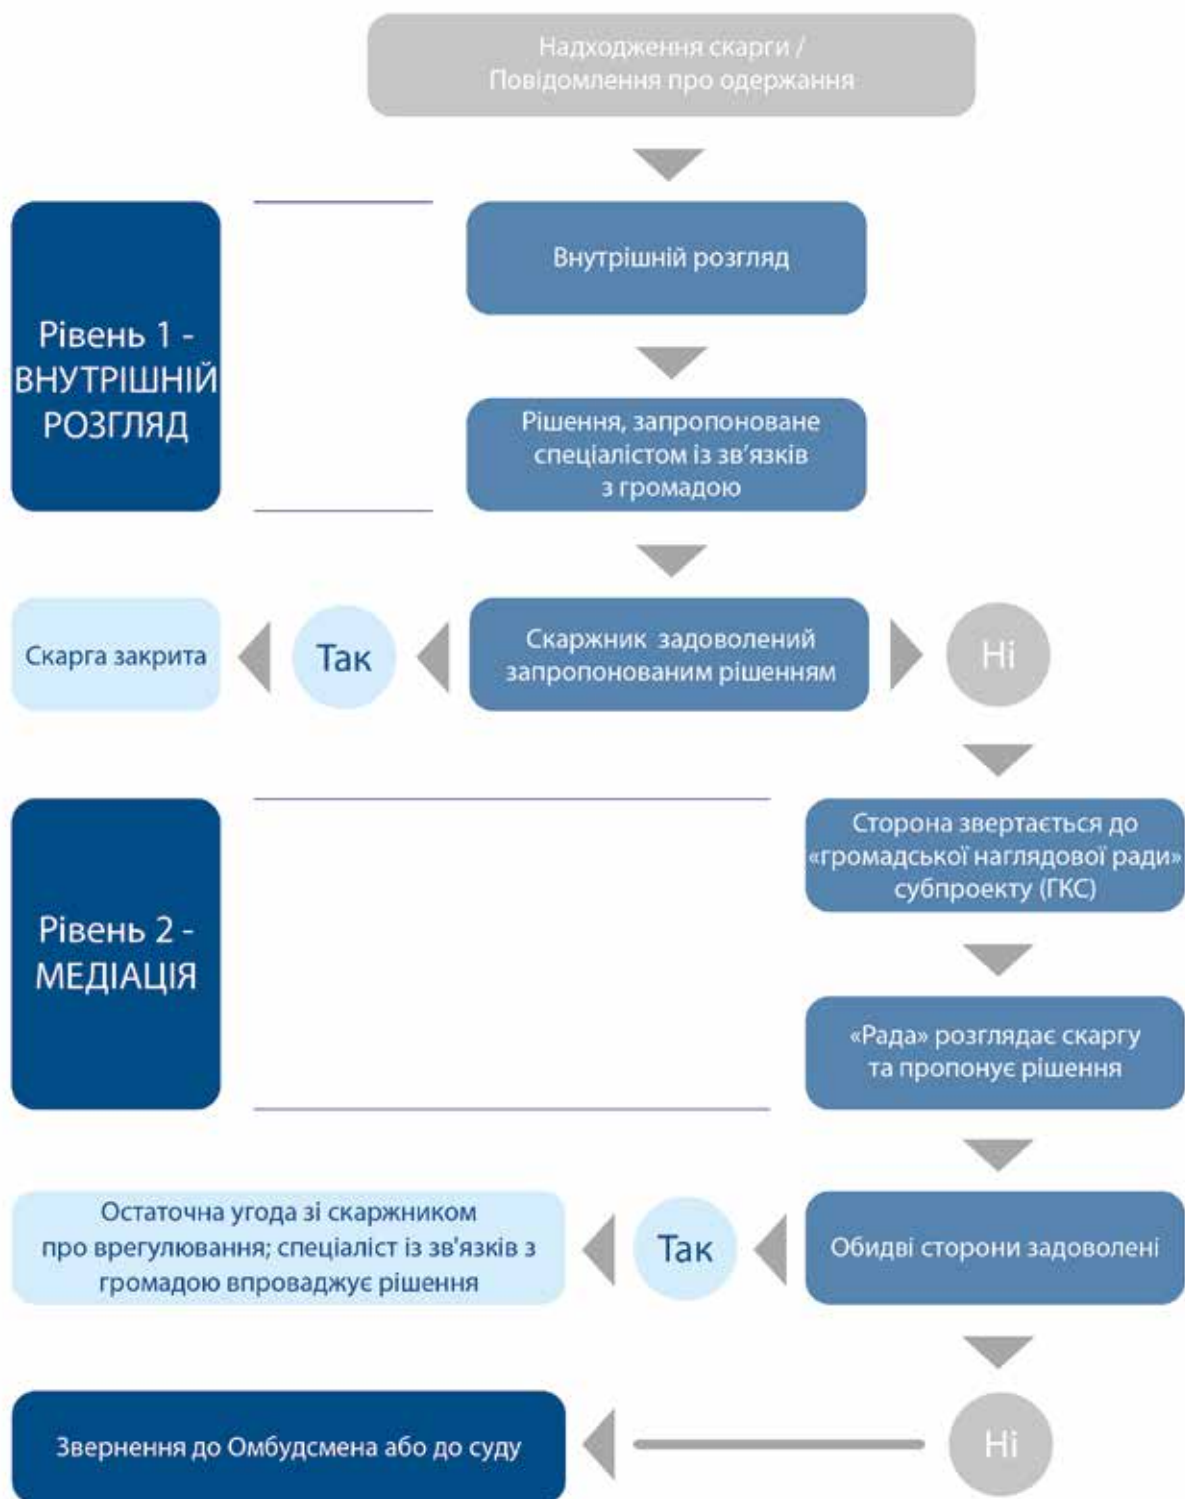 Надходження скарги /
Повідомлення про одержання
Рівень 1 -
ВНУТРІШНІЙ
РОЗГЛЯД
Внутрішній розгляд
Рішення, запропоноване
спеціалістом із зв’язків
з громадою
Скарга закрита
Так
Скаржник задоволений
запропонованим рішенням
Ні
Рівень 2 -
МЕДІАЦІЯ
Сторона звертається до
«громадської наглядової ради»
субпроекту (ГКС)
«Рада» розглядає скаргу
та пропонує рішення
Остаточна угода зі скаржником
про врегулювання; спеціаліст із зв'язків з
громадою впроваджує рішення
Так
Обидві сторони задоволені
Звернення до Омбудсмена або до суду
Ні